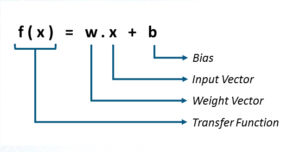 f(x) = w.x + b
Bias
Input Vector
Weight Vector
Transfer Function